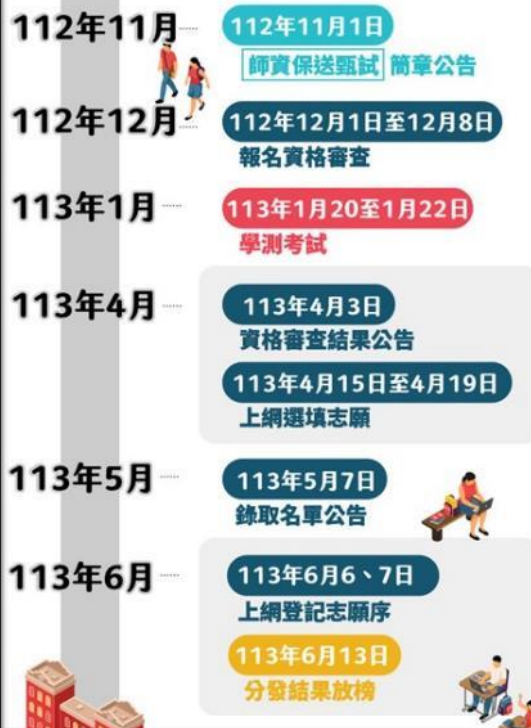 112年11月
112年11月1日
師資保送甄試 簡章公告
112年12月
112年12月1日至12月8日
報名資格審查
113年1月
113年1月20至1月22日
學測考試
113年4月
113年4月3日
資格審查結果公告
113年4月15日至4月19日
上網選填志願
113年5月
113年5月7日
錄取名單公告
113年6月
113年6月6、7日
上網登記志願序
113年6月13日
分發結果放榜